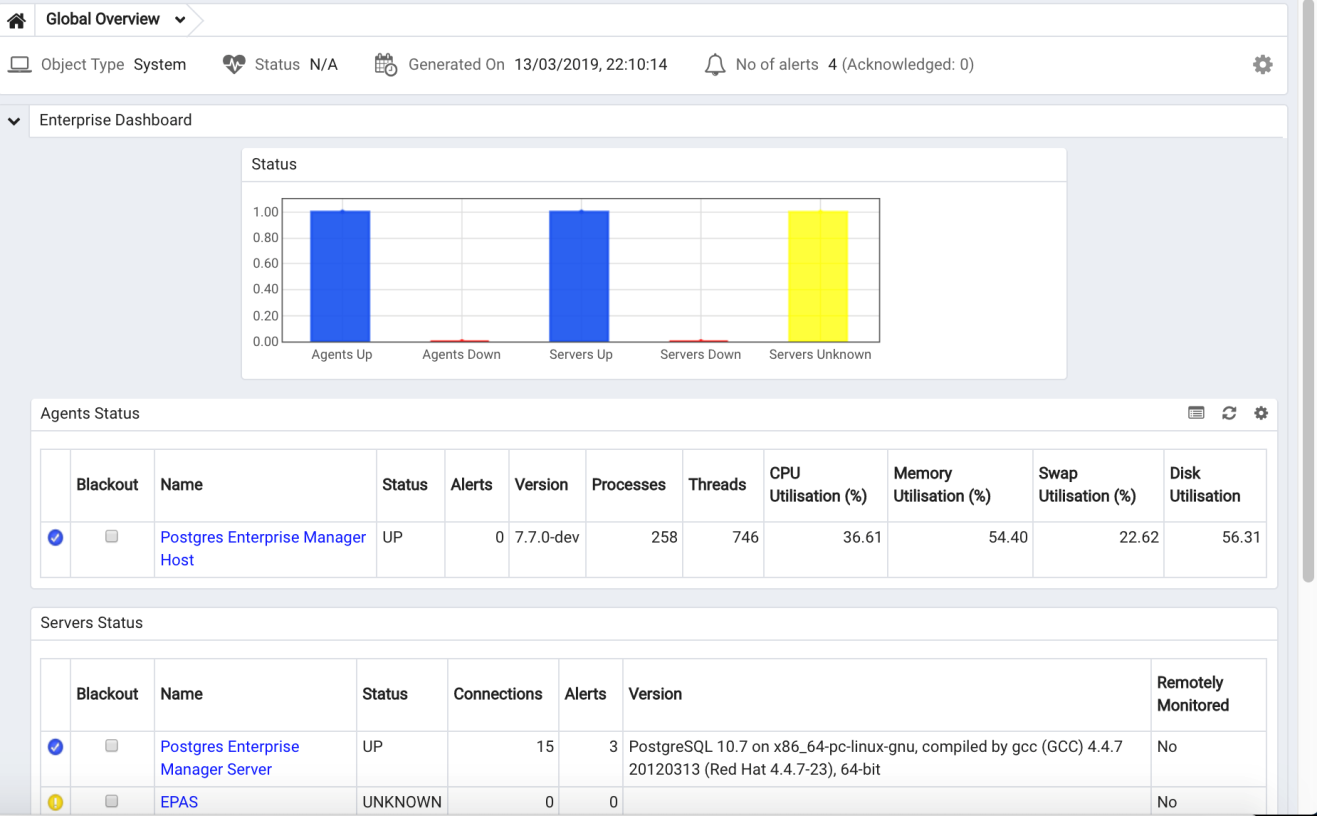 Global Overview
Object Type System Status N/A Generated On 13/03/2019, 22:10:14 No of alerts 4 (Acknowledged: 0)
Enterprise Dashboard
Status
1.00
0.80
0.60
0.40
0.20
0.00
Agents Up Agents Down Servers Up Servers Down Servers Unknown
Agents Status
Blackout Name Status Alerts Version Processes Threads CPU Utilisation (%) Memory Utilisation (%) Swap Utilisation (%) Disk Utilisation
Postgres Enterprise Manager UP 0 7.7.0-dev 258 746 36.61 54.40 22.62 56.31
Host
Servers Status
Blackout Name Status Connections Alerts Version Remotely Monitored
Postgres Enterprise UP 15 3 PostgreSQL 10.7 on x86_64-pc-linux-gnu, compiled by gcc (GCC) 4.4.7 No
Manager Server 20120313 (Red Hat 4.4.7-23), 64-bit
EPAS UNKNOWN 0 0 No